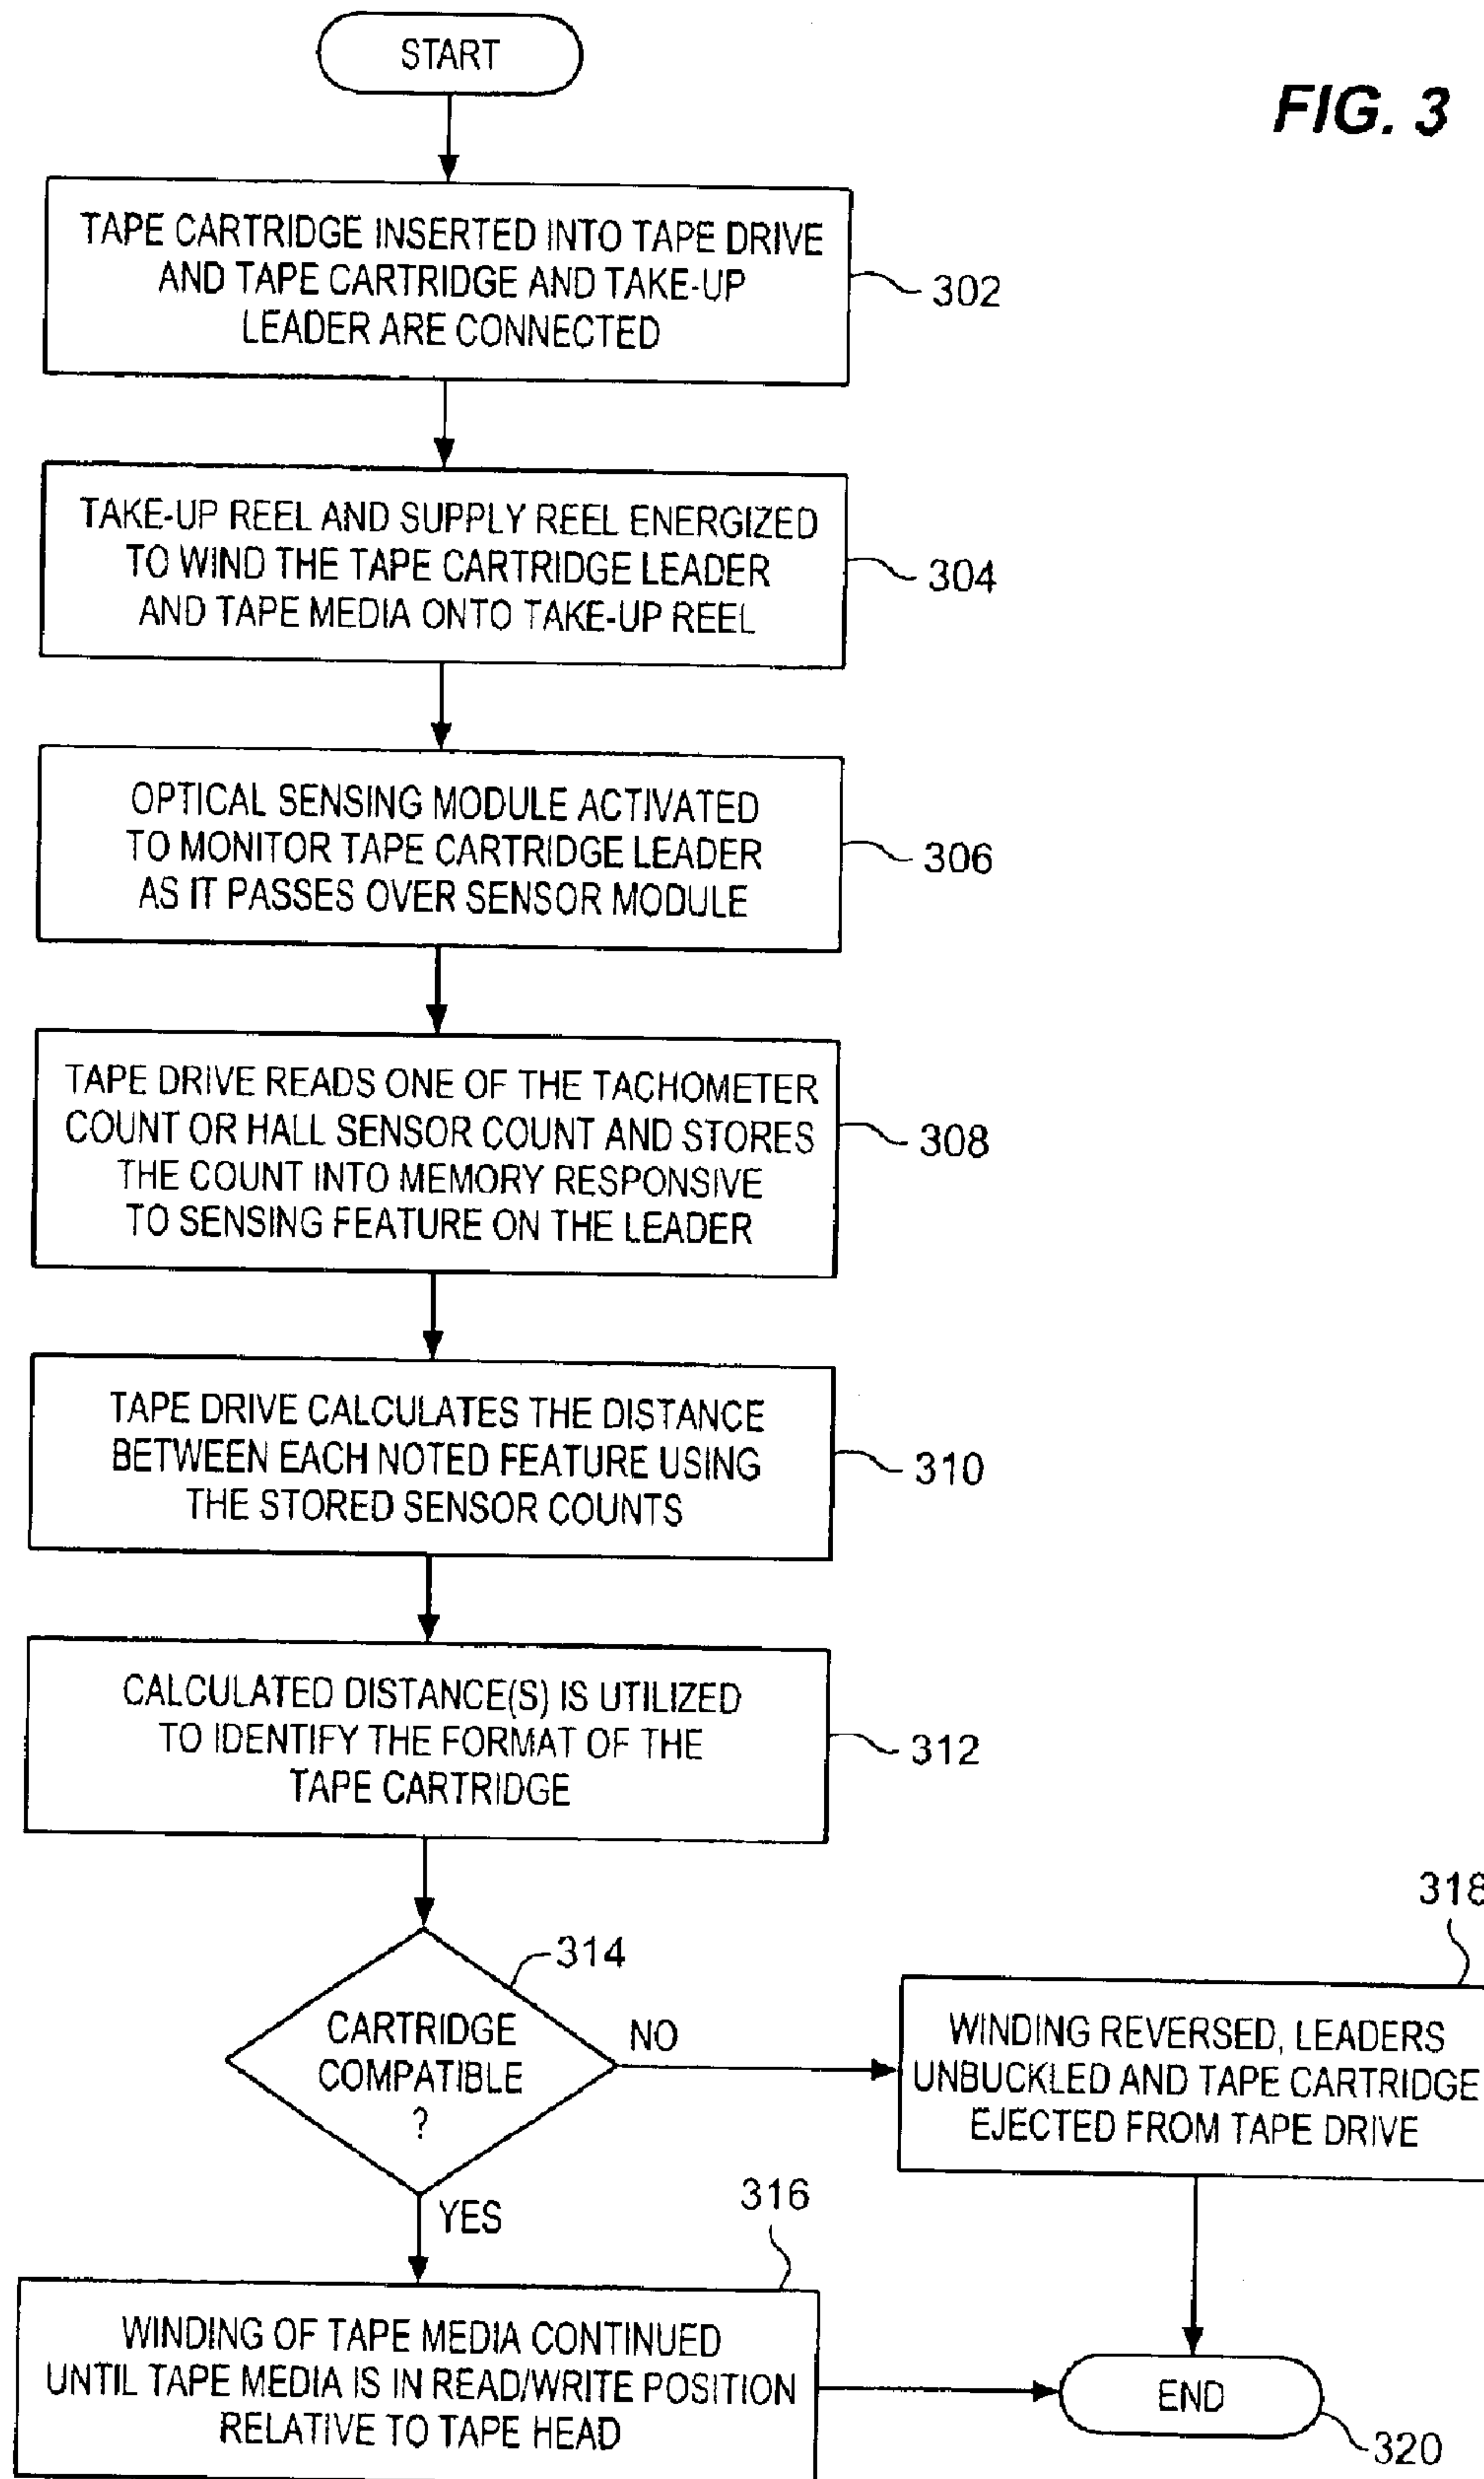 START
FIG. 3
TAPE CARTRIDGE INSERTED INTO TAPE DRIVE
AND TAPE CARTRIDGE AND TAKE-UP
LEADER ARE CONNECTED
302
TAKE-UP REEL AND SUPPLY REEL ENERGIZED
TO WIND THE TAPE CARTRIDGE LEADER
AND TAPE MEDIA ONTO TAKE-UP REEL
304
OPTICAL SENSING MODULE ACTIVATED
TO MONITOR TAPE CARTRIDGE LEADER
AS IT PASSES OVER SENSOR MODULE
306
TAPE DRIVE READS ONE OF THE TACHOMETER
COUNT OR HALL SENSOR COUNT AND STORES
THE COUNT INTO MEMORY RESPONSIVE
TO SENSING FEATURE ON THE LEADER
308
TAPE DRIVE CALCULATES THE DISTANCE
BETWEEN EACH NOTED FEATURE USING
THE STORED SENSOR COUNTS
310
CALCULATED DISTANCE(S) IS UTILIZED
TO IDENTIFY THE FORMAT OF THE
TAPE CARTRIDGE
312
314
CARTRIDGE
COMPATIBLE
?
NO
YES
318
WINDING REVERSED, LEADERS
UNBUCKLED AND TAPE CARTRIDGE
EJECTED FROM TAPE DRIVE
316
WINDING OF TAPE MEDIA CONTINUED
UNTIL TAPE MEDIA IS IN READ/WRITE POSITION
RELATIVE TO TAPE HEAD
END
320